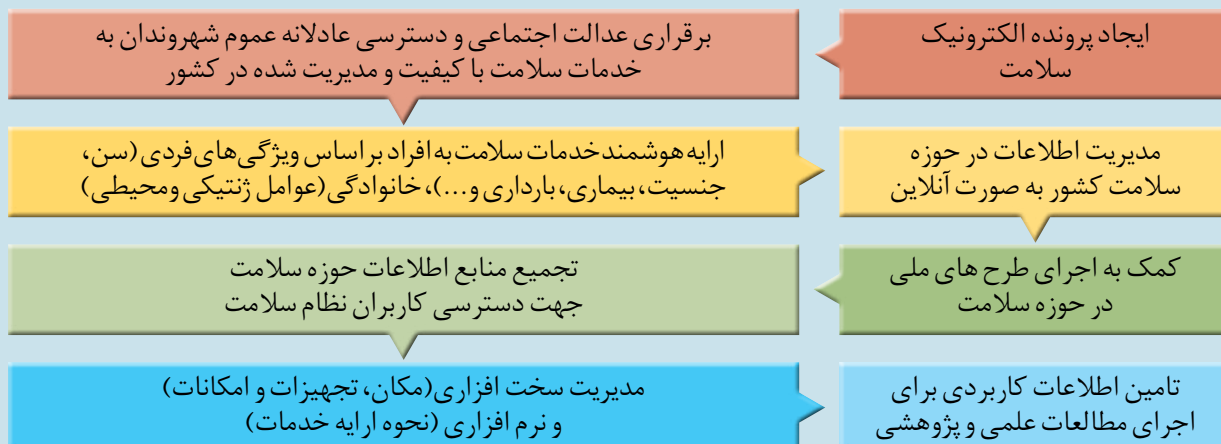 ایجاد پرونده الکترونیک
سلامت
برقراری عدالت اجتماعی و دسترسی عادلانه عموم شهروندان به
خدمات سلامت با کیفیت و مدیریت شده در کشور
ارایه هوشمند خدمات سلامت به افراد بر اساس ویژگی‌های فردی (سن،
جنسیت، بیماری، بارداری و...)، خانوادگی (عوامل ژنتیکی ومحیطی)
مدیریت اطلاعات در حوزه
سلامت کشور به صورت آنلاین
کمک به اجرای طرح های ملی
در حوزه سلامت
تجمیع منابع اطلاعات حوزه سلامت
جهت دسترسی کاربران نظام سلامت
مدیریت سخت افزاری (مکان، تجهیزات و امکانات)
و نرم افزاری (نحوه ارایه خدمات)
تامین اطلاعات کاربردی برای
اجرای مطالعات علمی و پژوهشی